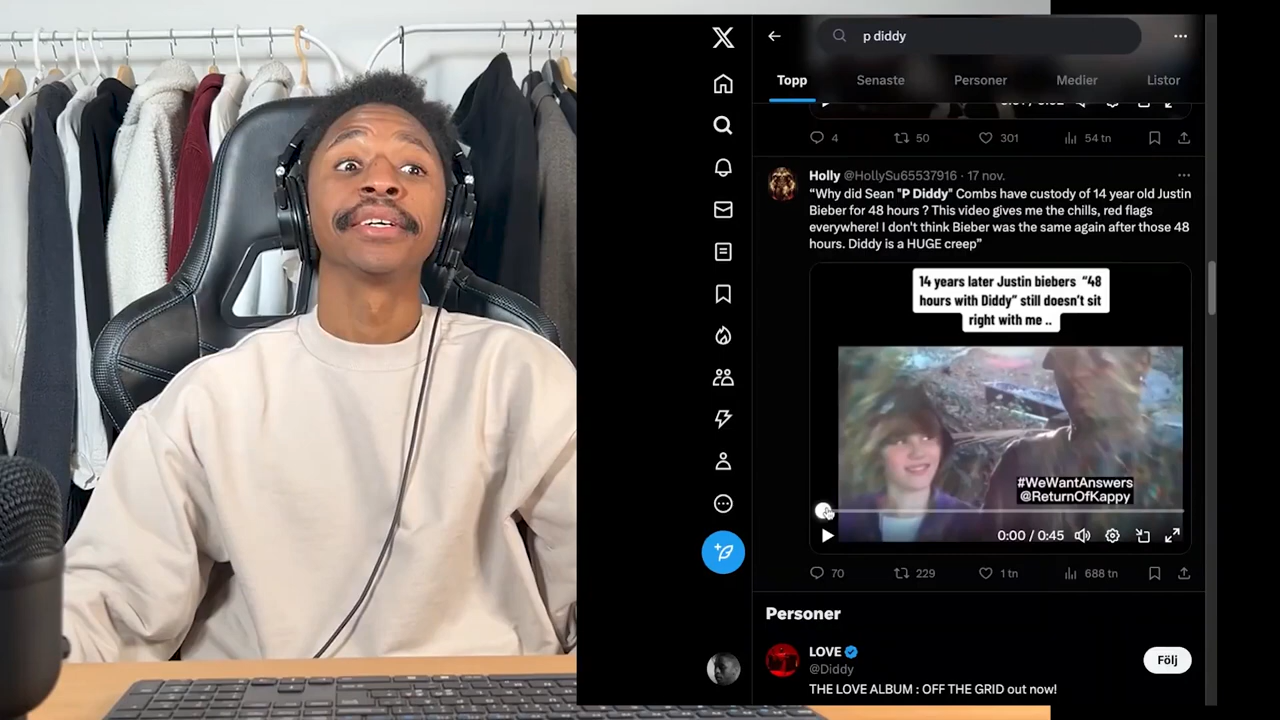 p diddy
Topp
Senaste
Personer
Medier
Listor
4
50
301
54 tn
Holly @HollySu65537916 · 17 nov.
“Why did Sean "P Diddy" Combs have custody of 14 year old Justin
Bieber for 48 hours ? This video gives me the chills, red flags
everywhere! I don't think Bieber was the same again after those 48
hours. Diddy is a HUGE creep”
14 years later Justin biebers “48
hours with Diddy” still doesn’t sit
right with me ..
#WeWantAnswers
@ReturnOfKappy
0:00 / 0:45
70
229
1 tn
688 tn
Personer
LOVE
@Diddy
Följ
THE LOVE ALBUM : OFF THE GRID out now!